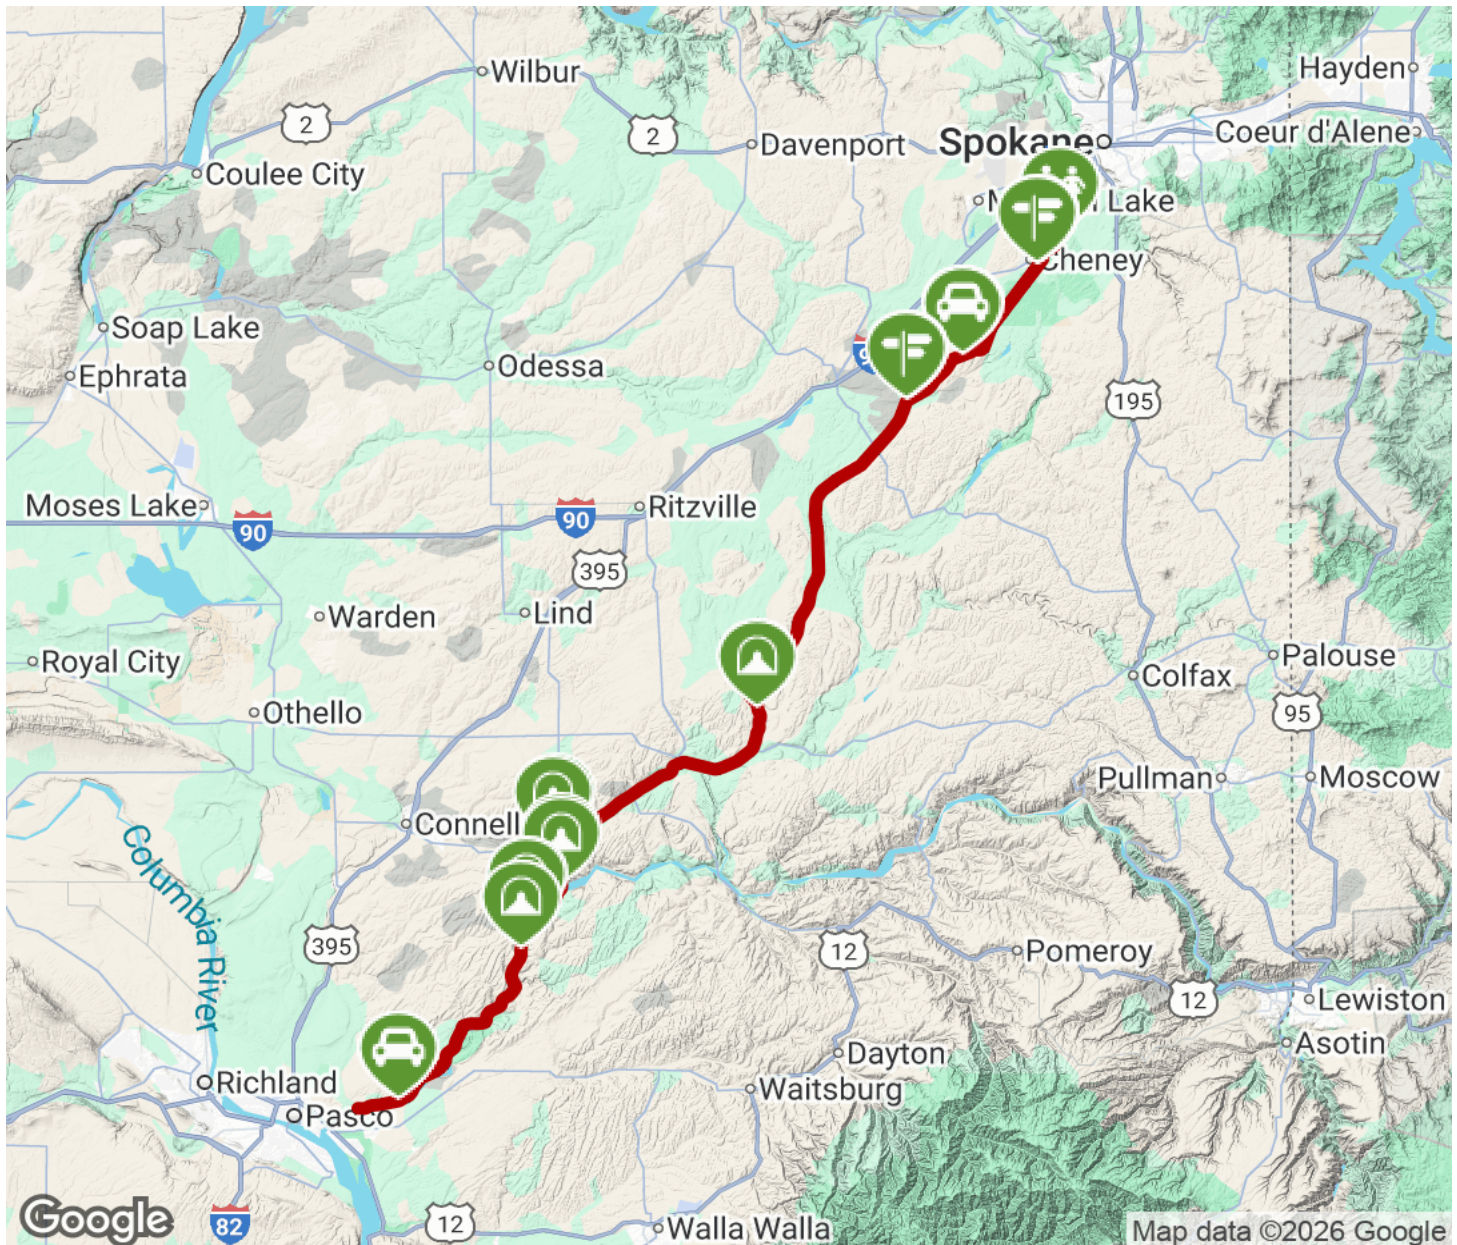 Wilbur
Hayden
2
2
Davenport
Spokane
Coeur d'Alene
Coulee City
Lake
Cheney
Soap Lake
Odessa
Ephrata
195
Moses Lake
Ritzville
90
90
395
Warden
Lind
Royal City
Palouse
Colfax
Othello
95
Pullman
Moscow
Connell
Columbia River
395
12
Pomeroy
12
Lewiston
Asotin
Dayton
Richland
Waitsburg
Pasco
Google
82
12
Walla Walla
Map data ©2026 Google